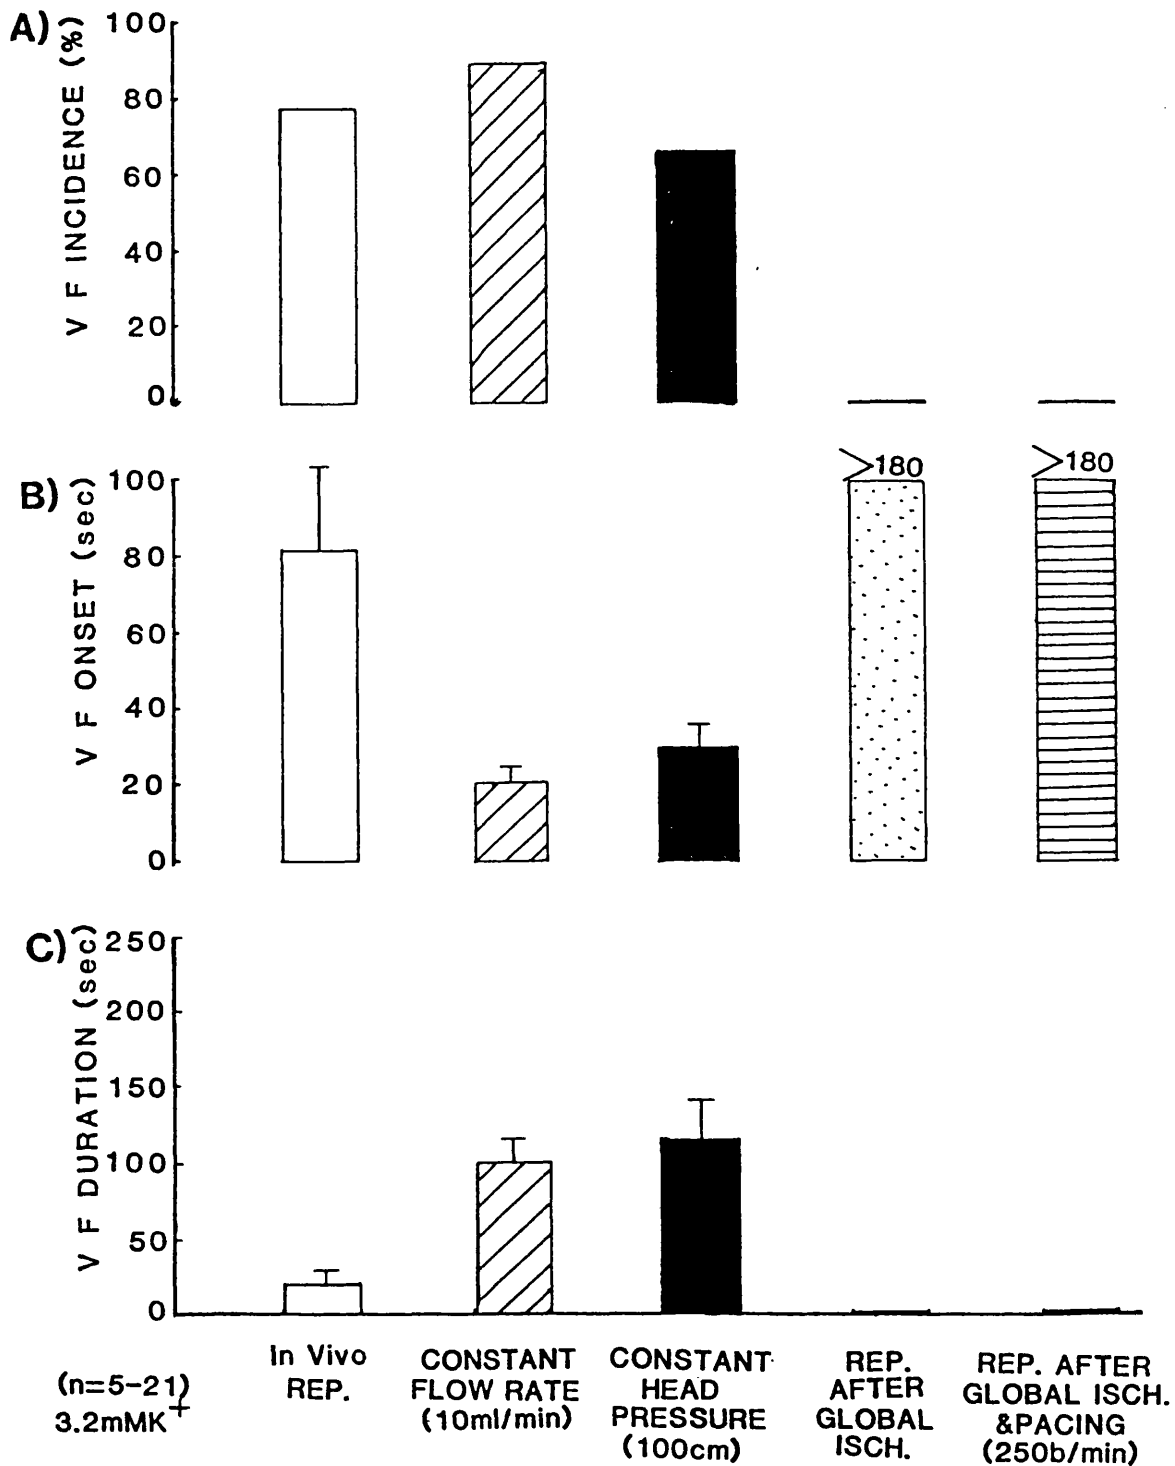 A)
V F INCIDENCE (%)
100
80
60
40
20
0
B)
V F ONSET (sec)
100
80
60
40
20
0
>180
>180
C)
V F DURATION (sec)
250
200
150
100
50
0
(n=5-21)
3.2mMK+
In Vivo
REP.
CONSTANT
FLOW RATE
(10ml/min)
CONSTANT
HEAD
PRESSURE
(100cm)
REP.
AFTER
GLOBAL
ISCH.
REP. AFTER
GLOBAL ISCH.
&PACING
(250b/min)